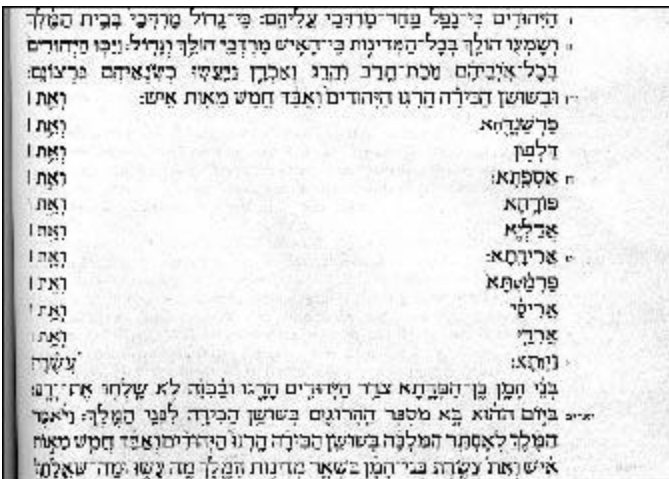 היהודים כי־נפל פחד־מרדכי עליהם: כי־גדול מרדכי בבית המלך
ושמעו הולך בכל־המדינות כי־האיש מרדכי הולך וגדול: ויכו היהודים
בכל־איביהם מכת־חרב והרג ואבדן ויעשו בשנאיהם כרצונם:
ובשושן הבירה הרגו היהודים ואבד חמש מאות איש: ואת ׀
פרשנדתא ואת ׀
דלפון ואת ׀
אספתא: ואת ׀
פורתא ואת ׀
אדליא ואת ׀
ארידתא: ואת ׀
פרמשתא ואת ׀
אריסי ואת ׀
ארדי ואת ׀
ויזתא: עשרת
בני המן בן־המדתא צרר היהודים הרגו ובבזה לא שלחו את־ידם:
ביום ההוא בא מספר ההרוגים בשושן הבירה לפני המלך: ויאמר
המלך לאסתר המלכה בשושן הבירה הרגו היהודים ואבד חמש מאות
איש ואת עשרת בני־המן בשאר מדינות המלך מה עשו ומה־שאלתך